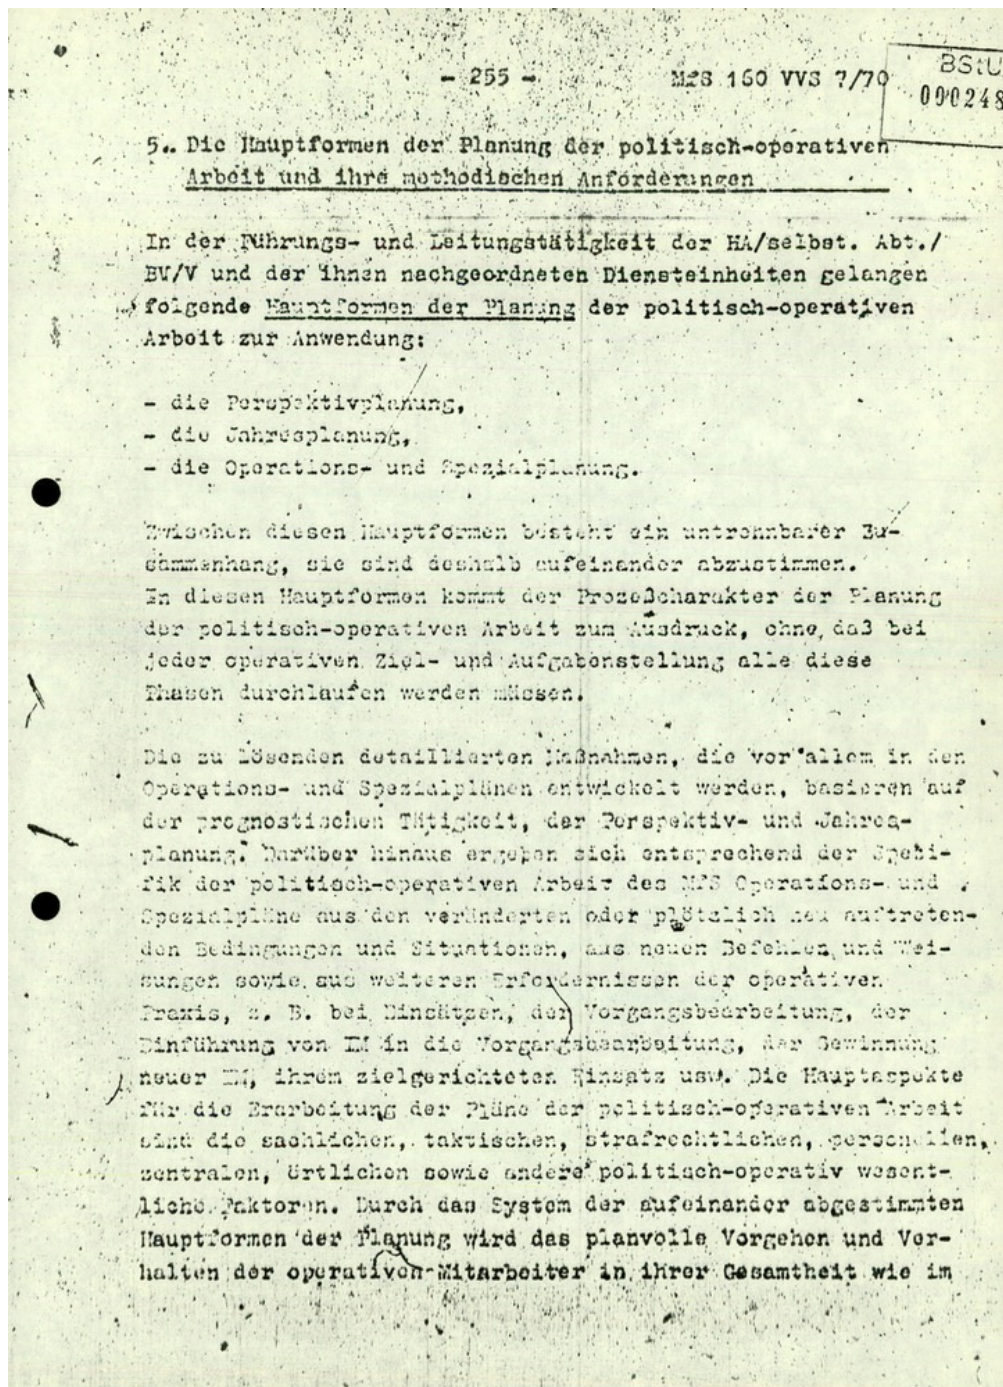 - 255 -
MfS 160 VVS 7/70
BStU
000248
5. Die Hauptformen der Planung der politisch-operativen
Arbeit und ihre methodischen Anforderungen
In der Führungs- und Leitungstätigkeit der HA/selbst. Abt./
BV/V und der ihnen nachgeordneten Diensteinheiten gelangen
folgende Hauptformen der Planung der politisch-operativen
Arbeit zur Anwendung:
- die Perspektivplanung,
- die Jahresplanung,
- die Operations- und Spezialplanung.
Zwischen diesen Hauptformen besteht ein untrennbarer Zu-
sammenhang, sie sind deshalb aufeinander abzustimmen.
In diesen Hauptformen kommt der Prozeßcharakter der Planung
der politisch-operativen Arbeit zum Ausdruck, ohne, daß bei
jeder operativen Ziel- und Aufgabenstellung alle diese
Phasen durchlaufen werden müssen.
Die zu lösenden detaillierten Maßnahmen, die vor allem in den
Operations- und Spezialplänen entwickelt werden, basieren auf
der prognostischen Tätigkeit, der Perspektiv- und Jahres-
planung. Darüber hinaus ergeben sich entsprechend der Spezi-
fik der politisch-operativen Arbeit des MfS Operations- und
Spezialpläne aus den veränderten oder plötzlich neu auftreten-
den Bedingungen und Situationen, aus neuen Befehlen und Wei-
sungen sowie aus weiteren Erfordernissen der operativen
Praxis, z. B. bei Einsätzen, der Vorgangsbearbeitung, der
Einführung von IM in die Vorgangsbearbeitung, der Gewinnung
neuer IM, ihrem zielgerichteten Einsatz usw. Die Hauptaspekte
für die Erarbeitung der Pläne der politisch-operativen Arbeit
sind die sachlichen, taktischen, strafrechtlichen, personellen,
zentralen, örtlichen sowie andere politisch-operativ wesent-
liche Faktoren. Durch das System der aufeinander abgestimmten
Hauptformen der Planung wird das planvolle Vorgehen und Ver-
halten der operativen Mitarbeiter in ihrer Gesamtheit wie im